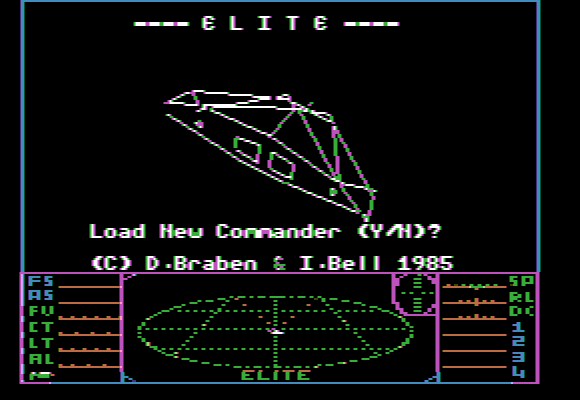 ---- E L I T E ----
Load New Commander (Y/N)?
(C) D.Braben & I.Bell 1985
FS
AS
FV
CT
LT
AL
SP
RL
DC
1
2
3
4
ELITE